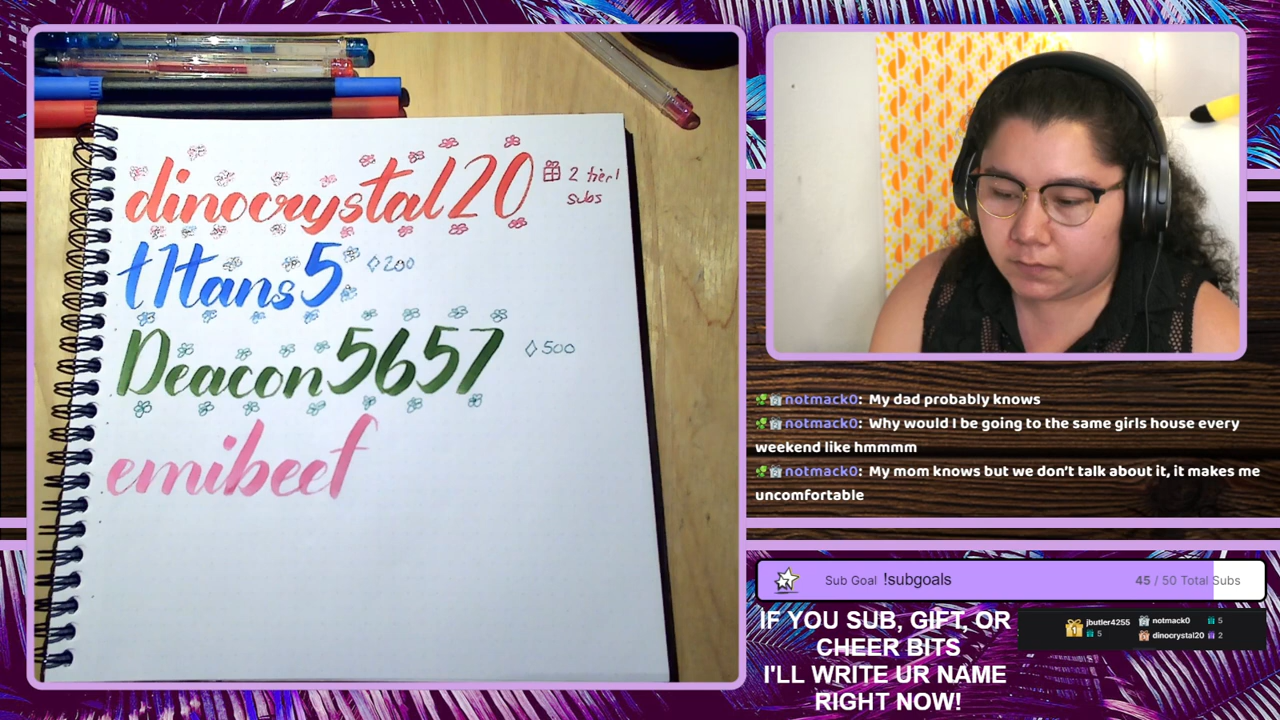 dinocrystal20
2 tier 1
subs
t1tans5 200
Deacon5657 500
emibeef
notmack0: My dad probably knows
notmack0: Why would I be going to the same girls house every
weekend like hmmmm
notmack0: My mom knows but we don't talk about it, it makes me
uncomfortable
Sub Goal !subgoals 45 / 50 Total Subs
IF YOU SUB, GIFT, OR
CHEER BITS
I'LL WRITE UR NAME
RIGHT NOW!
1 jbutler4255 5
notmack0 5
dinocrystal20 2